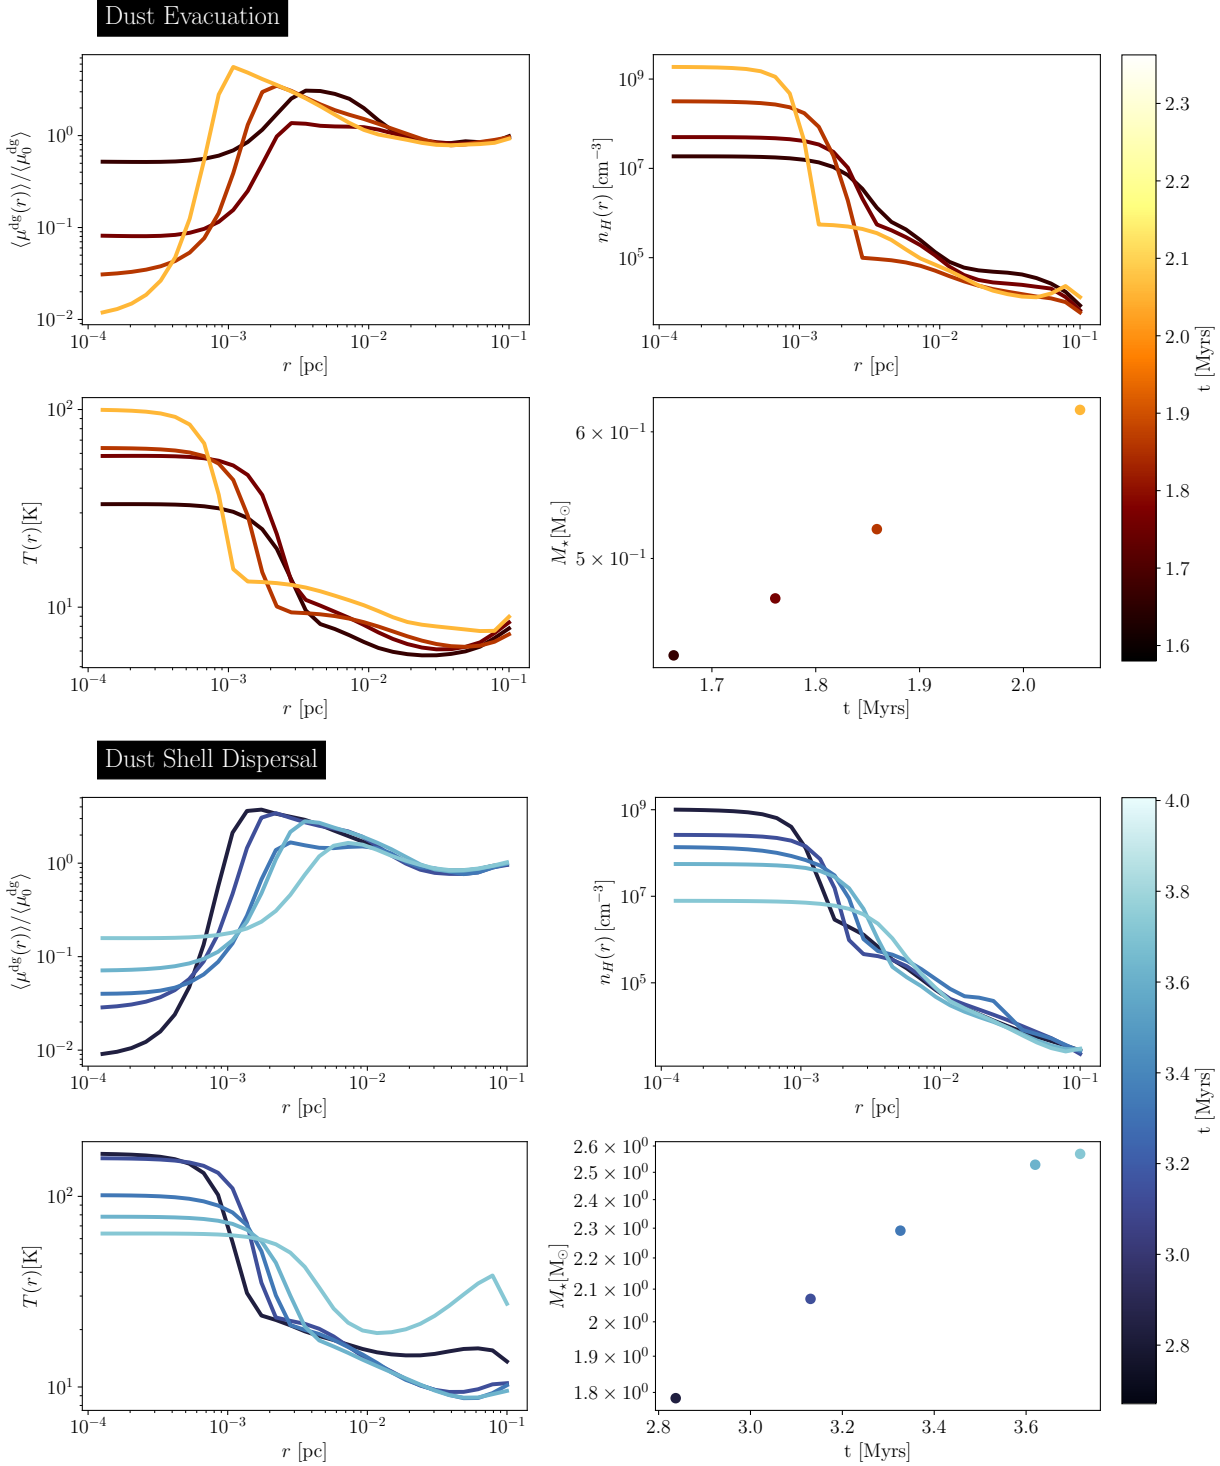 Dust Evacuation
⟨μ^dg(r)⟩/⟨μ_0^dg⟩
10^0
10^−1
10^−2
10^−4
10^−3
10^−2
10^−1
r [pc]
n_H(r) [cm^−3]
10^9
10^7
10^5
10^−4
10^−3
10^−2
10^−1
r [pc]
T(r)[K]
10^2
10^1
10^−4
10^−3
10^−2
10^−1
r [pc]
M_⋆[M_⊙]
6 × 10^−1
5 × 10^−1
1.7
1.8
1.9
2.0
t [Myrs]
2.3
2.2
2.1
2.0
1.9
1.8
1.7
1.6
t [Myrs]
Dust Shell Dispersal
⟨μ^dg(r)⟩/⟨μ_0^dg⟩
10^0
10^−1
10^−2
10^−4
10^−3
10^−2
10^−1
r [pc]
n_H(r) [cm^−3]
10^9
10^7
10^5
10^−4
10^−3
10^−2
10^−1
r [pc]
T(r)[K]
10^2
10^1
10^−4
10^−3
10^−2
10^−1
r [pc]
M_⋆[M_⊙]
2.6 × 10^0
2.5 × 10^0
2.4 × 10^0
2.3 × 10^0
2.2 × 10^0
2.1 × 10^0
2 × 10^0
1.9 × 10^0
1.8 × 10^0
2.8
3.0
3.2
3.4
3.6
t [Myrs]
4.0
3.8
3.6
3.4
3.2
3.0
2.8
t [Myrs]